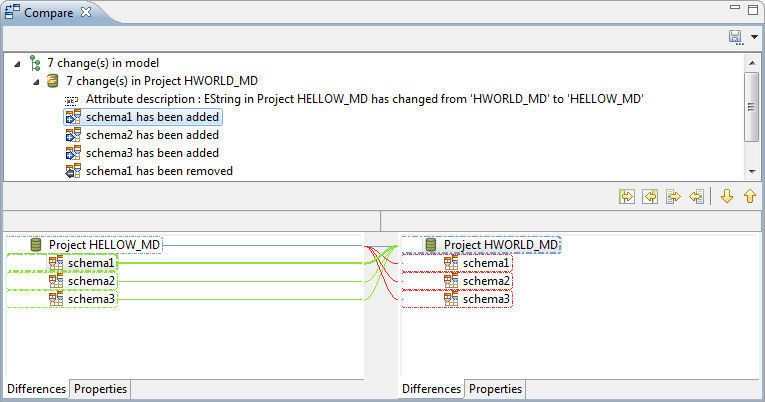 Compare
7 change(s) in model
7 change(s) in Project HWORLD_MD
Attribute description : EString in Project HELLOW_MD has changed from 'HWORLD_MD' to 'HELLOW_MD'
schema1 has been added
schema2 has been added
schema3 has been added
schema1 has been removed
Project HELLOW_MD
schema1
schema2
schema3
Differences Properties
Project HWORLD_MD
schema1
schema2
schema3
Differences Properties